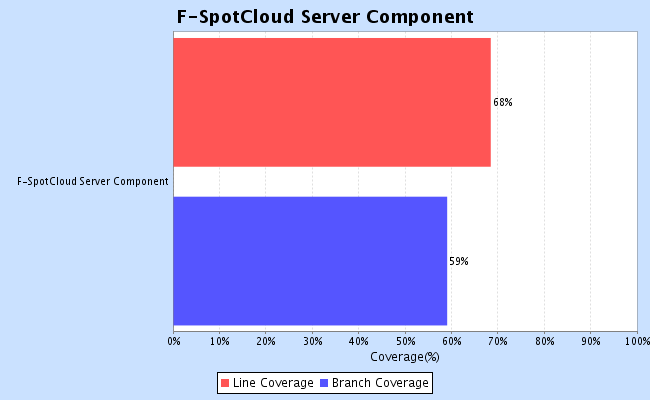 F-SpotCloud Server Component
68%
F-SpotCloud Server Component
59%
0% 10% 20% 30% 40% 50% 60% 70% 80% 90% 100%
Coverage(%)
Line Coverage Branch Coverage